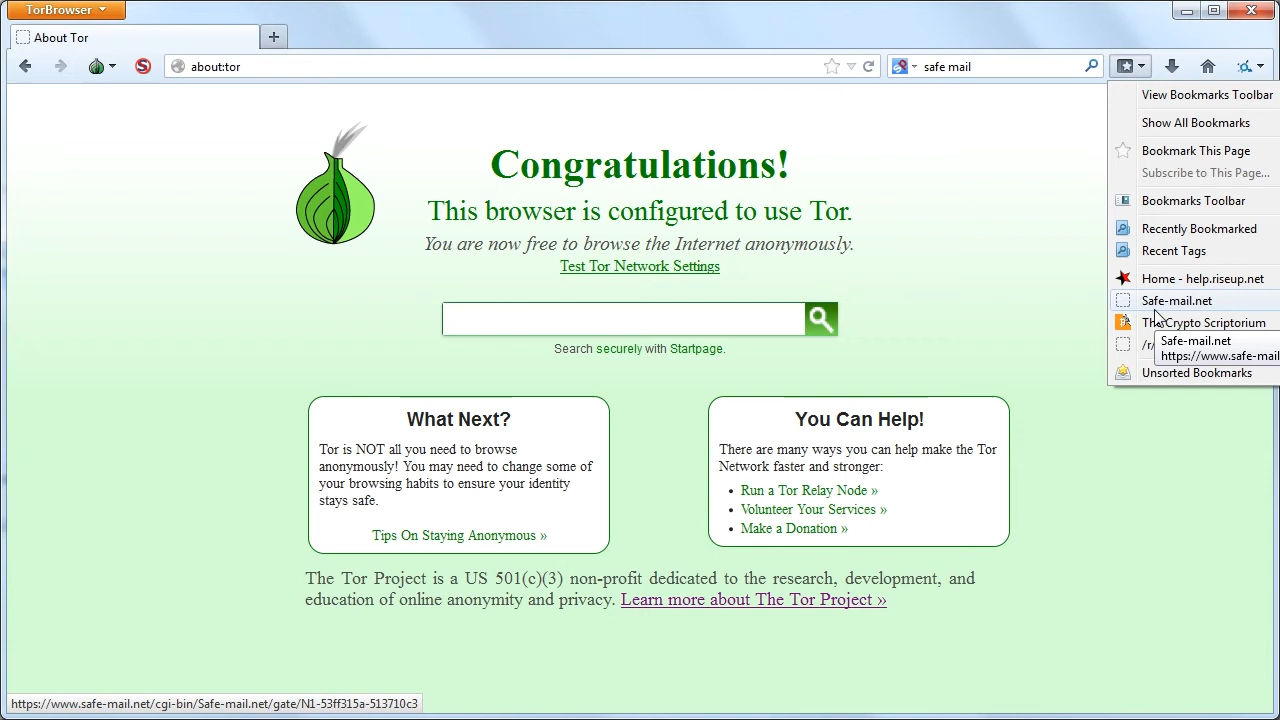 TorBrowser
About Tor
about:tor
safe mail
View Bookmarks Toolbar
Show All Bookmarks
Bookmark This Page
Subscribe to This Page...
Bookmarks Toolbar
Recently Bookmarked
Recent Tags
Home - help.riseup.net
Safe-mail.net
The Crypto Scriptorium
/r/
Safe-mail.net
https://www.safe-mail
Unsorted Bookmarks
Congratulations!
This browser is configured to use Tor.
You are now free to browse the Internet anonymously.
Test Tor Network Settings
Search securely with Startpage.
What Next?
Tor is NOT all you need to browse
anonymously! You may need to change some of
your browsing habits to ensure your identity
stays safe.
Tips On Staying Anonymous »
You Can Help!
There are many ways you can help make the Tor
Network faster and stronger:
• Run a Tor Relay Node »
• Volunteer Your Services »
• Make a Donation »
The Tor Project is a US 501(c)(3) non-profit dedicated to the research, development, and
education of online anonymity and privacy. Learn more about The Tor Project »
https://www.safe-mail.net/cgi-bin/Safe-mail.net/gate/N1-53ff315a-513710c3